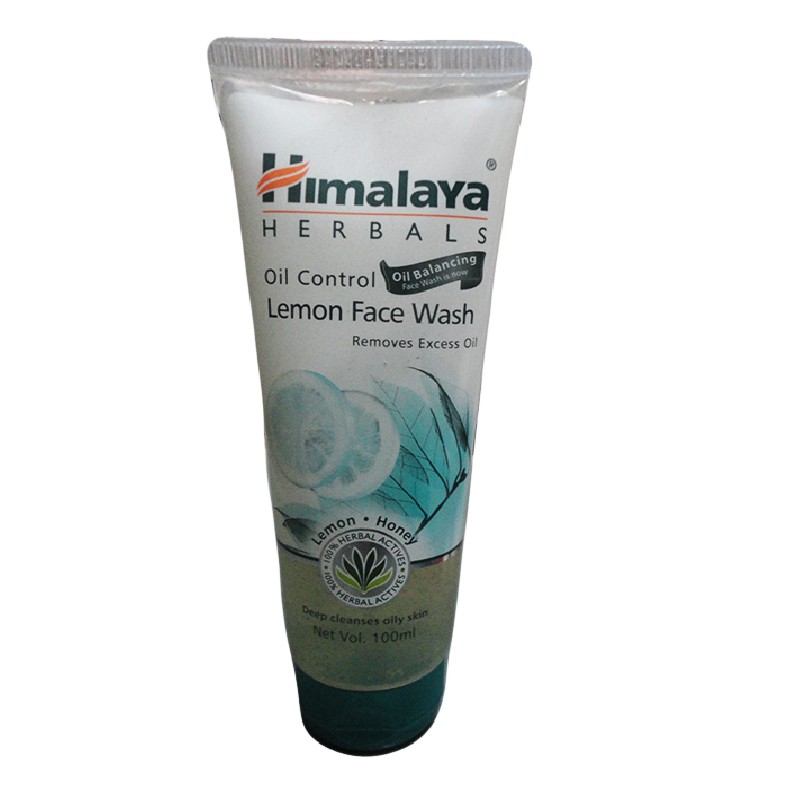 Himalaya®
HERBALS
Oil Control
Oil Balancing
Face Wash is now
Lemon Face Wash
Removes Excess Oil
Lemon • Honey
100% HERBAL ACTIVES • 100% HERBAL ACTIVES •
Deep cleanses oily skin
Net Vol. 100ml